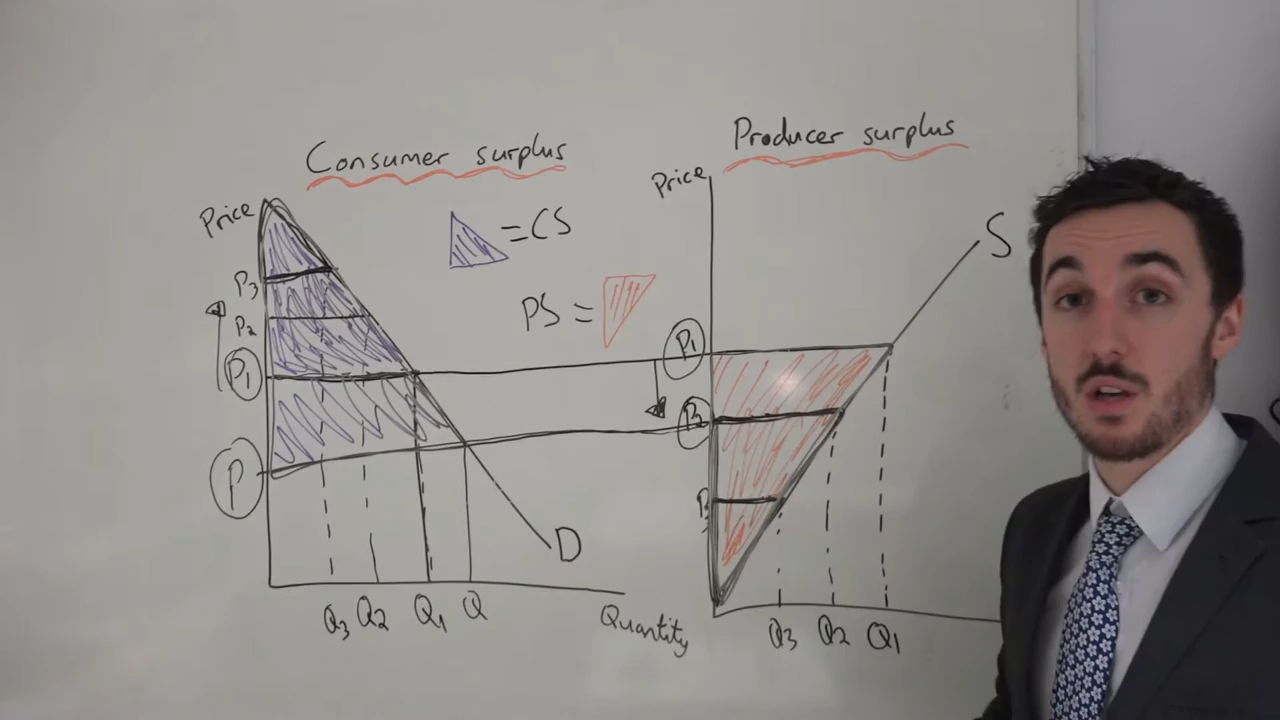 Consumer surplus
Price
= CS
PS =
P3
P2
P1
P
D
Q3 Q2 Q1 Q
Quantity
Producer surplus
Price
S
P1
P2
Q3 Q2 Q1